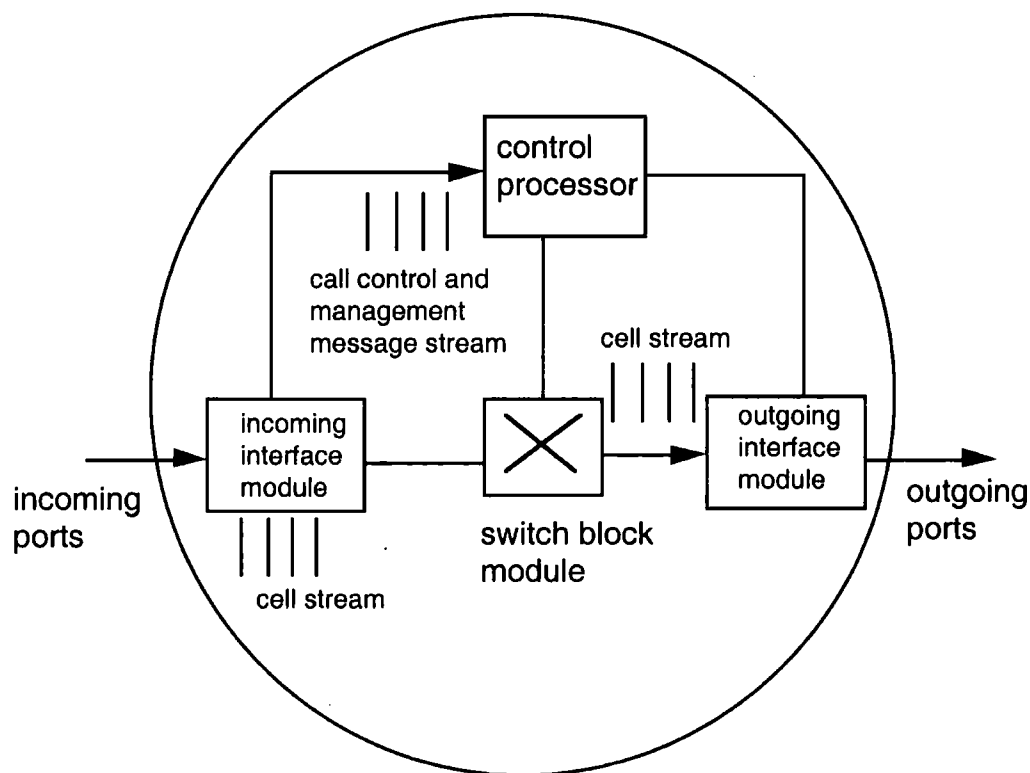 control
processor
call control and
management
message stream
cell stream
incoming
interface
module
outgoing
interface
module
incoming
ports
outgoing
ports
switch block
module
cell stream